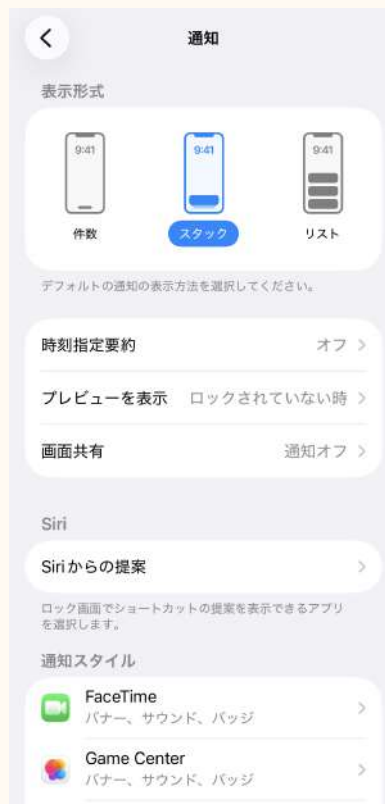 通知
表示形式
9:41
9:41
9:41
件数
スタック
リスト
デフォルトの通知の表示方法を選択してください。
時刻指定要約 オフ
プレビューを表示 ロックされていない時
画面共有 通知オフ
Siri
Siriからの提案
ロック画面でショートカットの提案を表示できるアプリ
を選択します。
通知スタイル
FaceTime
バナー、サウンド、バッジ
Game Center
バナー、サウンド、バッジ